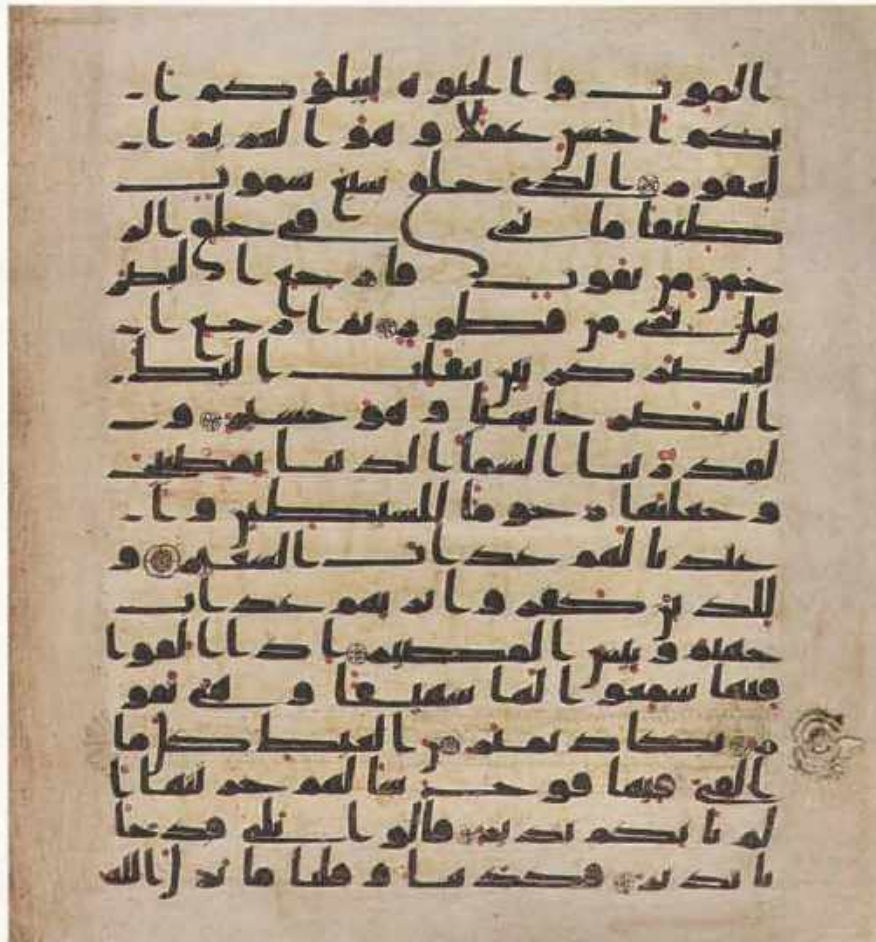 الموت والحيوة ليبلوكم ا
يكم احسن عملا وهو العزيز ا
لغفور الذي خلق سبع سموت
طبقا ما ترى في خلق الر
حمن من تفوت فارجع البصر
هل ترى من فطور ثم ارجع ا
لبصر كرتين ينقلب اليك
البصر خاسئا وهو حسير و
لقد زينا السما الدنيا بمصبيح
وجعلنها رجوما للشيطين وا
عتدنا لهم عذاب السعير و
للذين كفروا بربهم عذاب
جهنم وبئس المصير اذا القوا
فيها سمعوا لها شهيقا وهي تفو
ر تكاد تميز من الغيظ كلما
القي فيها فوج سالهم خزنتها ا
لم ياتكم نذير قالوا بلى قد جا
نا نذير فكذبنا وقلنا ما نزل الله